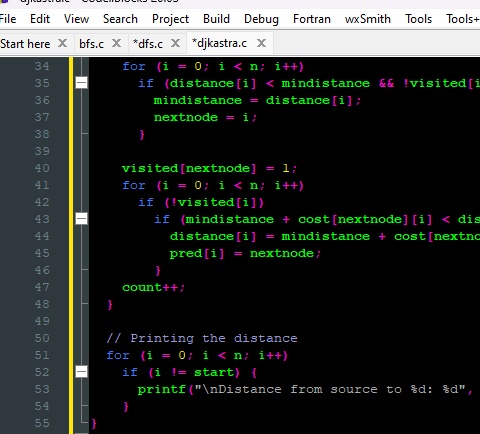 djkastra.c - Code::Blocks 20.03
File Edit View Search Project Build Debug Fortran wxSmith Tools Tools+
Start here bfs.c *dfs.c *djkastra.c
34 for (i = 0; i < n; i++)
35 if (distance[i] < mindistance && !visited[i
36 mindistance = distance[i];
37 nextnode = i;
38 }
39
40 visited[nextnode] = 1;
41 for (i = 0; i < n; i++)
42 if (!visited[i])
43 if (mindistance + cost[nextnode][i] < dis
44 distance[i] = mindistance + cost[nextno
45 pred[i] = nextnode;
46 }
47 count++;
48 }
49
50 // Printing the distance
51 for (i = 0; i < n; i++)
52 if (i != start) {
53 printf("\nDistance from source to %d: %d",
54 }
55 }